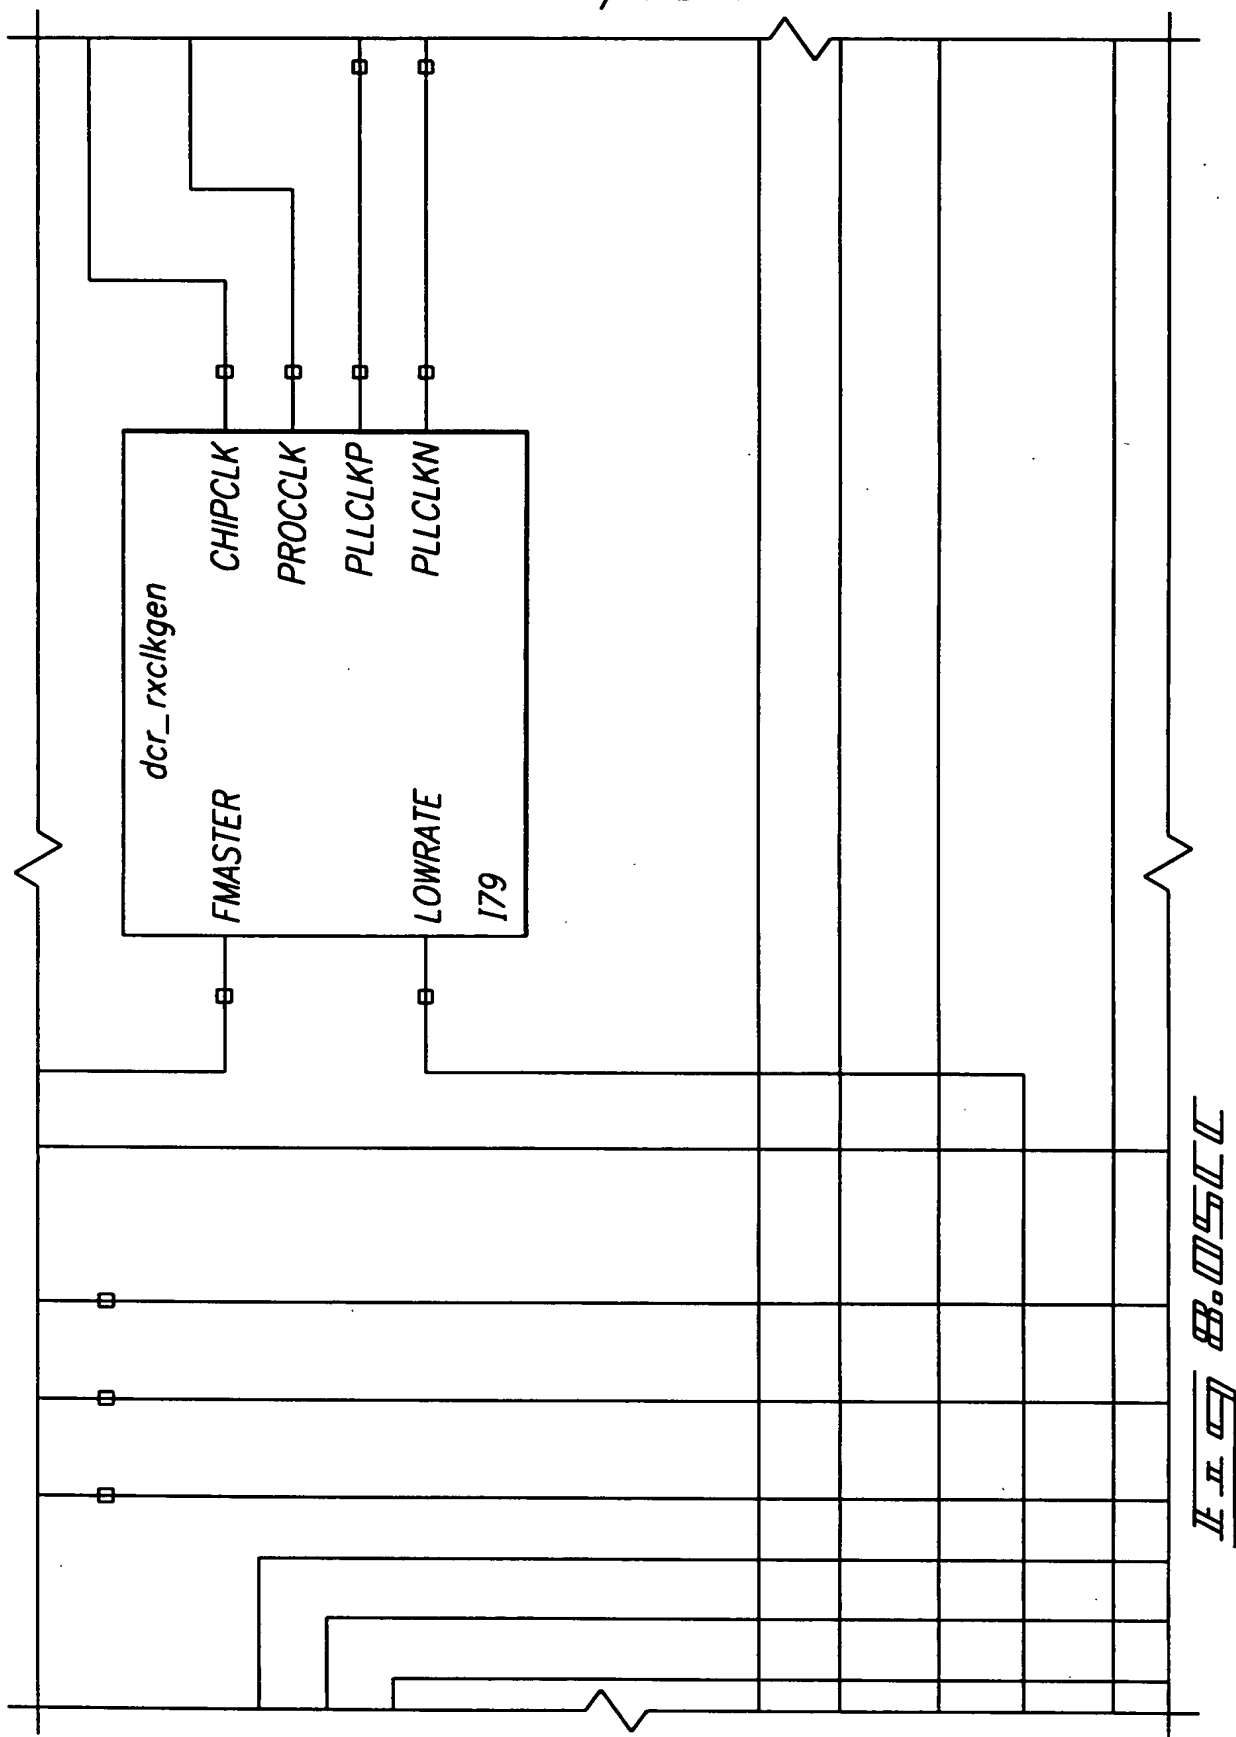 dcr_rxclkgen
FMASTER
CHIPCLK
PROCCLK
PLLCLKP
LOWRATE
PLLCLKN
I79
Fig 8.05CC